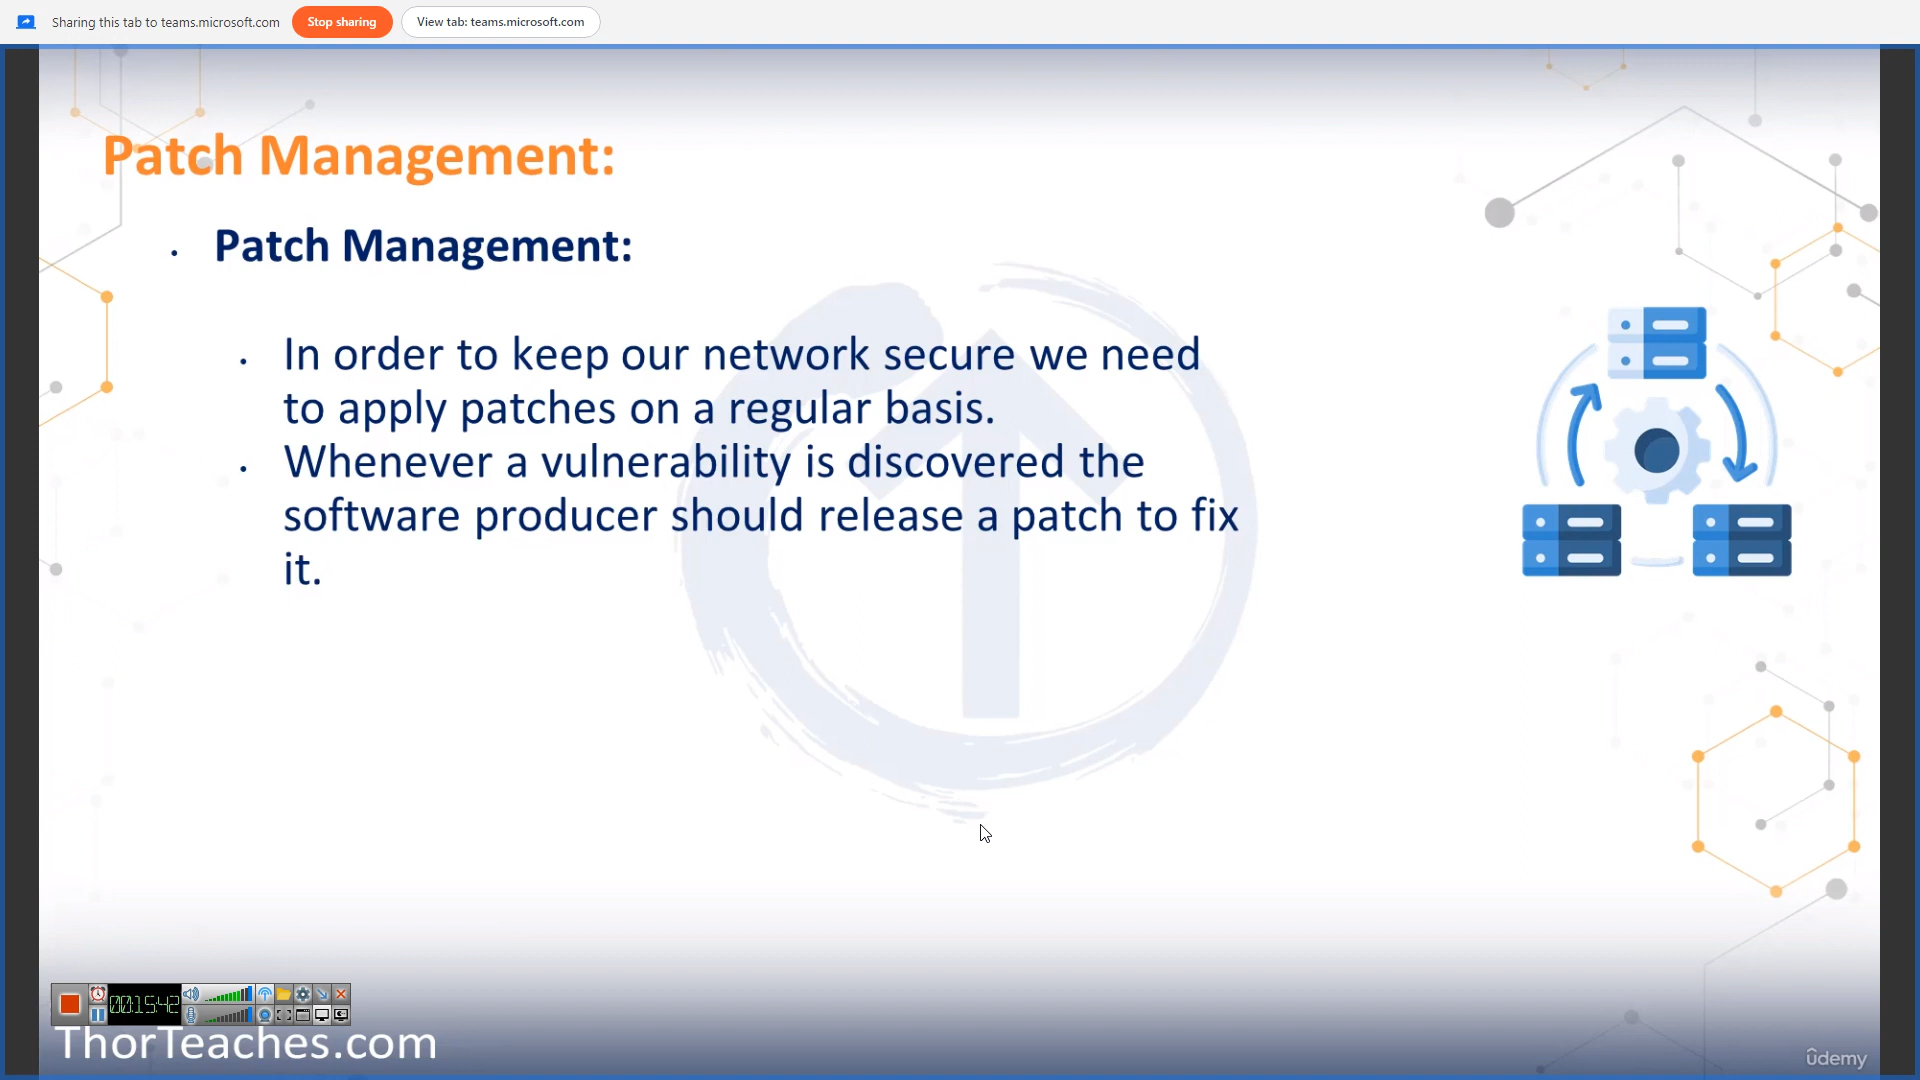 Sharing this tab to teams.microsoft.com
Stop sharing
View tab: teams.microsoft.com
Patch Management:
• Patch Management:
• In order to keep our network secure we need
to apply patches on a regular basis.
• Whenever a vulnerability is discovered the
software producer should release a patch to fix
it.
00:15:42
ThorTeaches.com
ûdemy